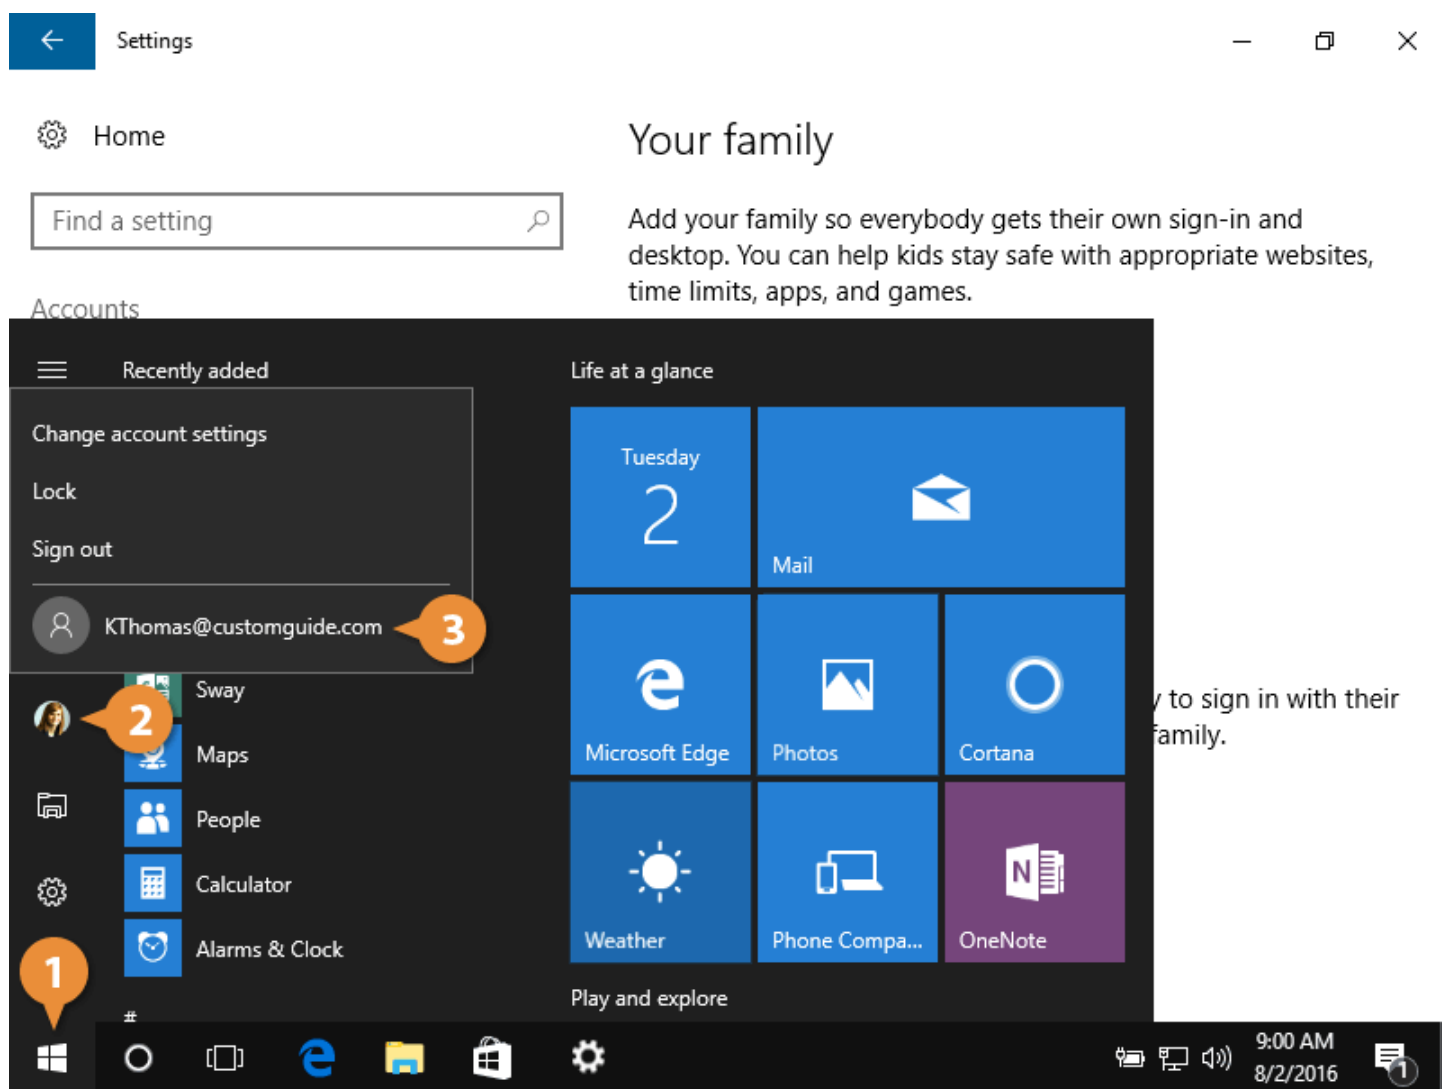 Settings
Home
Find a setting
Accounts
Your family
Add your family so everybody gets their own sign-in and
desktop. You can help kids stay safe with appropriate websites,
time limits, apps, and games.
Recently added
Change account settings
Lock
Sign out
KThomas@customguide.com
3
2
Sway
Maps
People
Calculator
Alarms & Clock
1
#
Life at a glance
Tuesday
2
Mail
Microsoft Edge
Photos
Cortana
Weather
Phone Compa...
N
OneNote
Play and explore
to sign in with their
family.
9:00 AM
8/2/2016
1